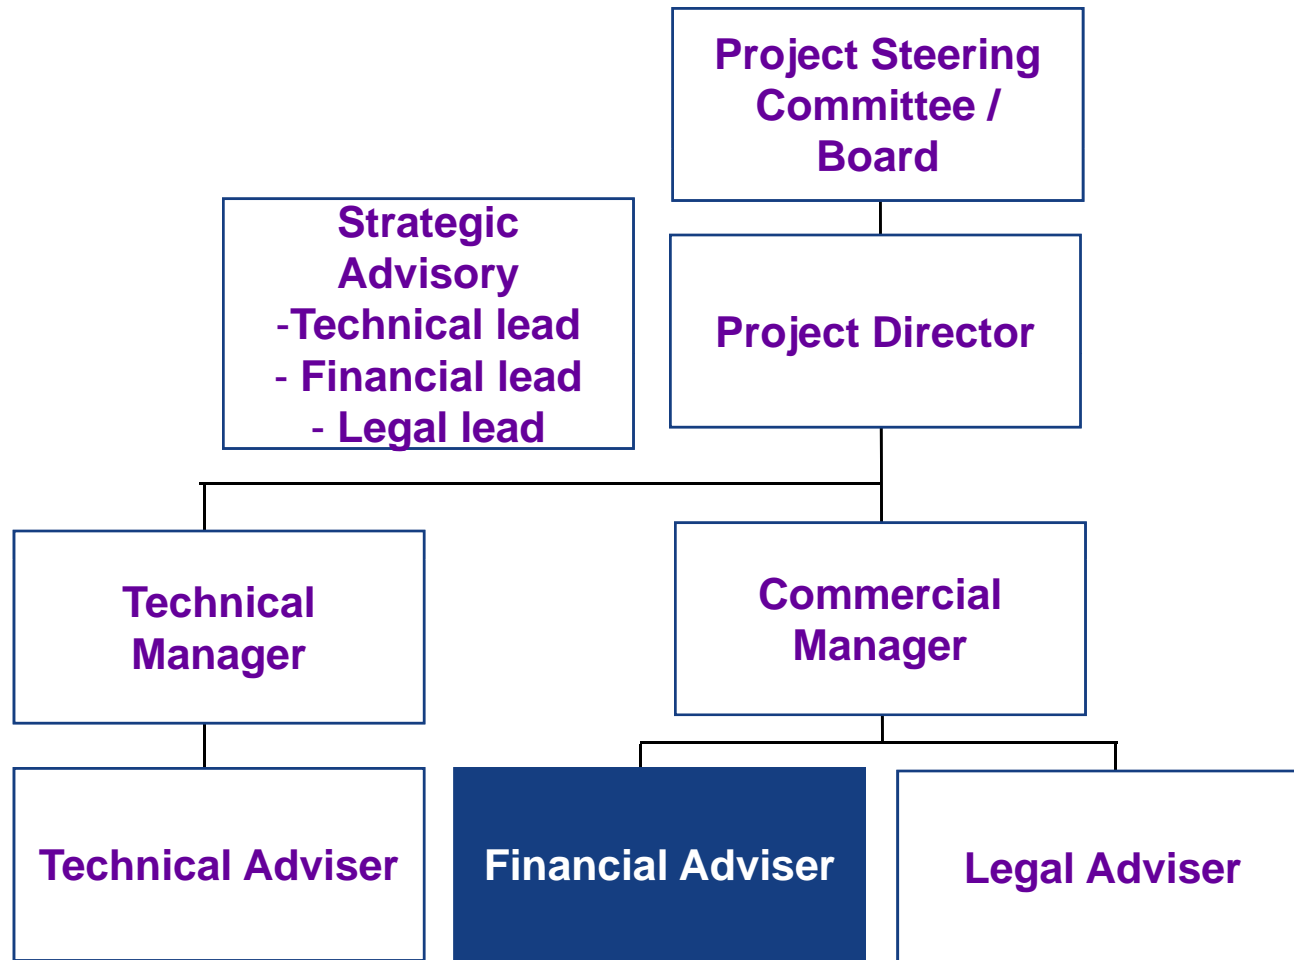 Project Steering
Committee /
Board
Strategic
Advisory
-Technical lead
- Financial lead
- Legal lead
Project Director
Technical
Manager
Commercial
Manager
Technical Adviser
Financial Adviser
Legal Adviser